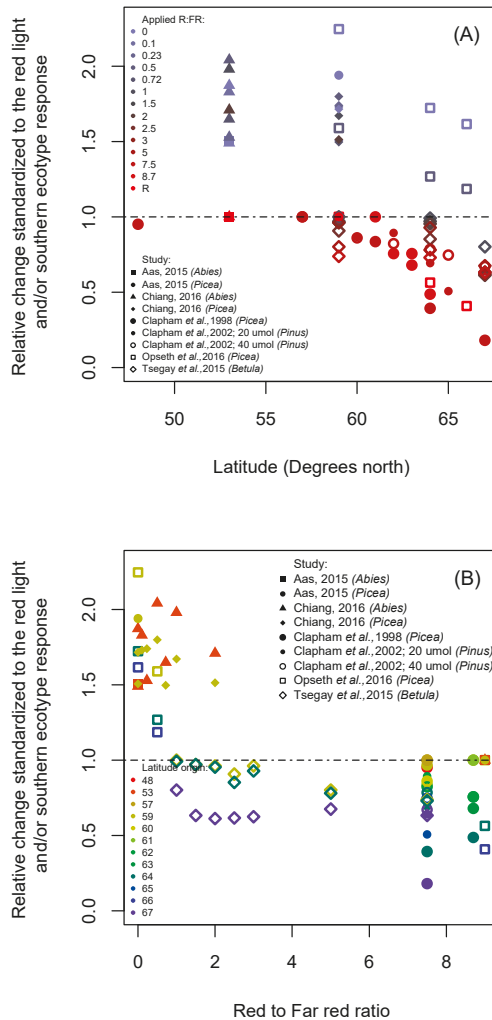 (A)
Relative change standardized to the red light
and/or southern ecotype response
2.0
1.5
1.0
0.5
0.0
Applied R:FR:
0
0.1
0.23
0.5
0.72
1
1.5
2
2.5
3
5
7.5
8.7
R
Study:
Aas, 2015 (Abies)
Aas, 2015 (Picea)
Chiang, 2016 (Abies)
Chiang, 2016 (Picea)
Clapham et al.,1998 (Picea)
Clapham et al.,2002; 20 umol (Pinus)
Clapham et al.,2002; 40 umol (Pinus)
Opseth et al.,2016 (Picea)
Tsegay et al.,2015 (Betula)
50 55 60 65
Latitude (Degrees north)
(B)
Relative change standardized to the red light
and/or southern ecotype response
2.0
1.5
1.0
0.5
0.0
Study:
Aas, 2015 (Abies)
Aas, 2015 (Picea)
Chiang, 2016 (Abies)
Chiang, 2016 (Picea)
Clapham et al.,1998 (Picea)
Clapham et al.,2002; 20 umol (Pinus)
Clapham et al.,2002; 40 umol (Pinus)
Opseth et al.,2016 (Picea)
Tsegay et al.,2015 (Betula)
Latitude origin:
48
53
57
59
60
61
62
63
64
65
66
67
0 2 4 6 8
Red to Far red ratio